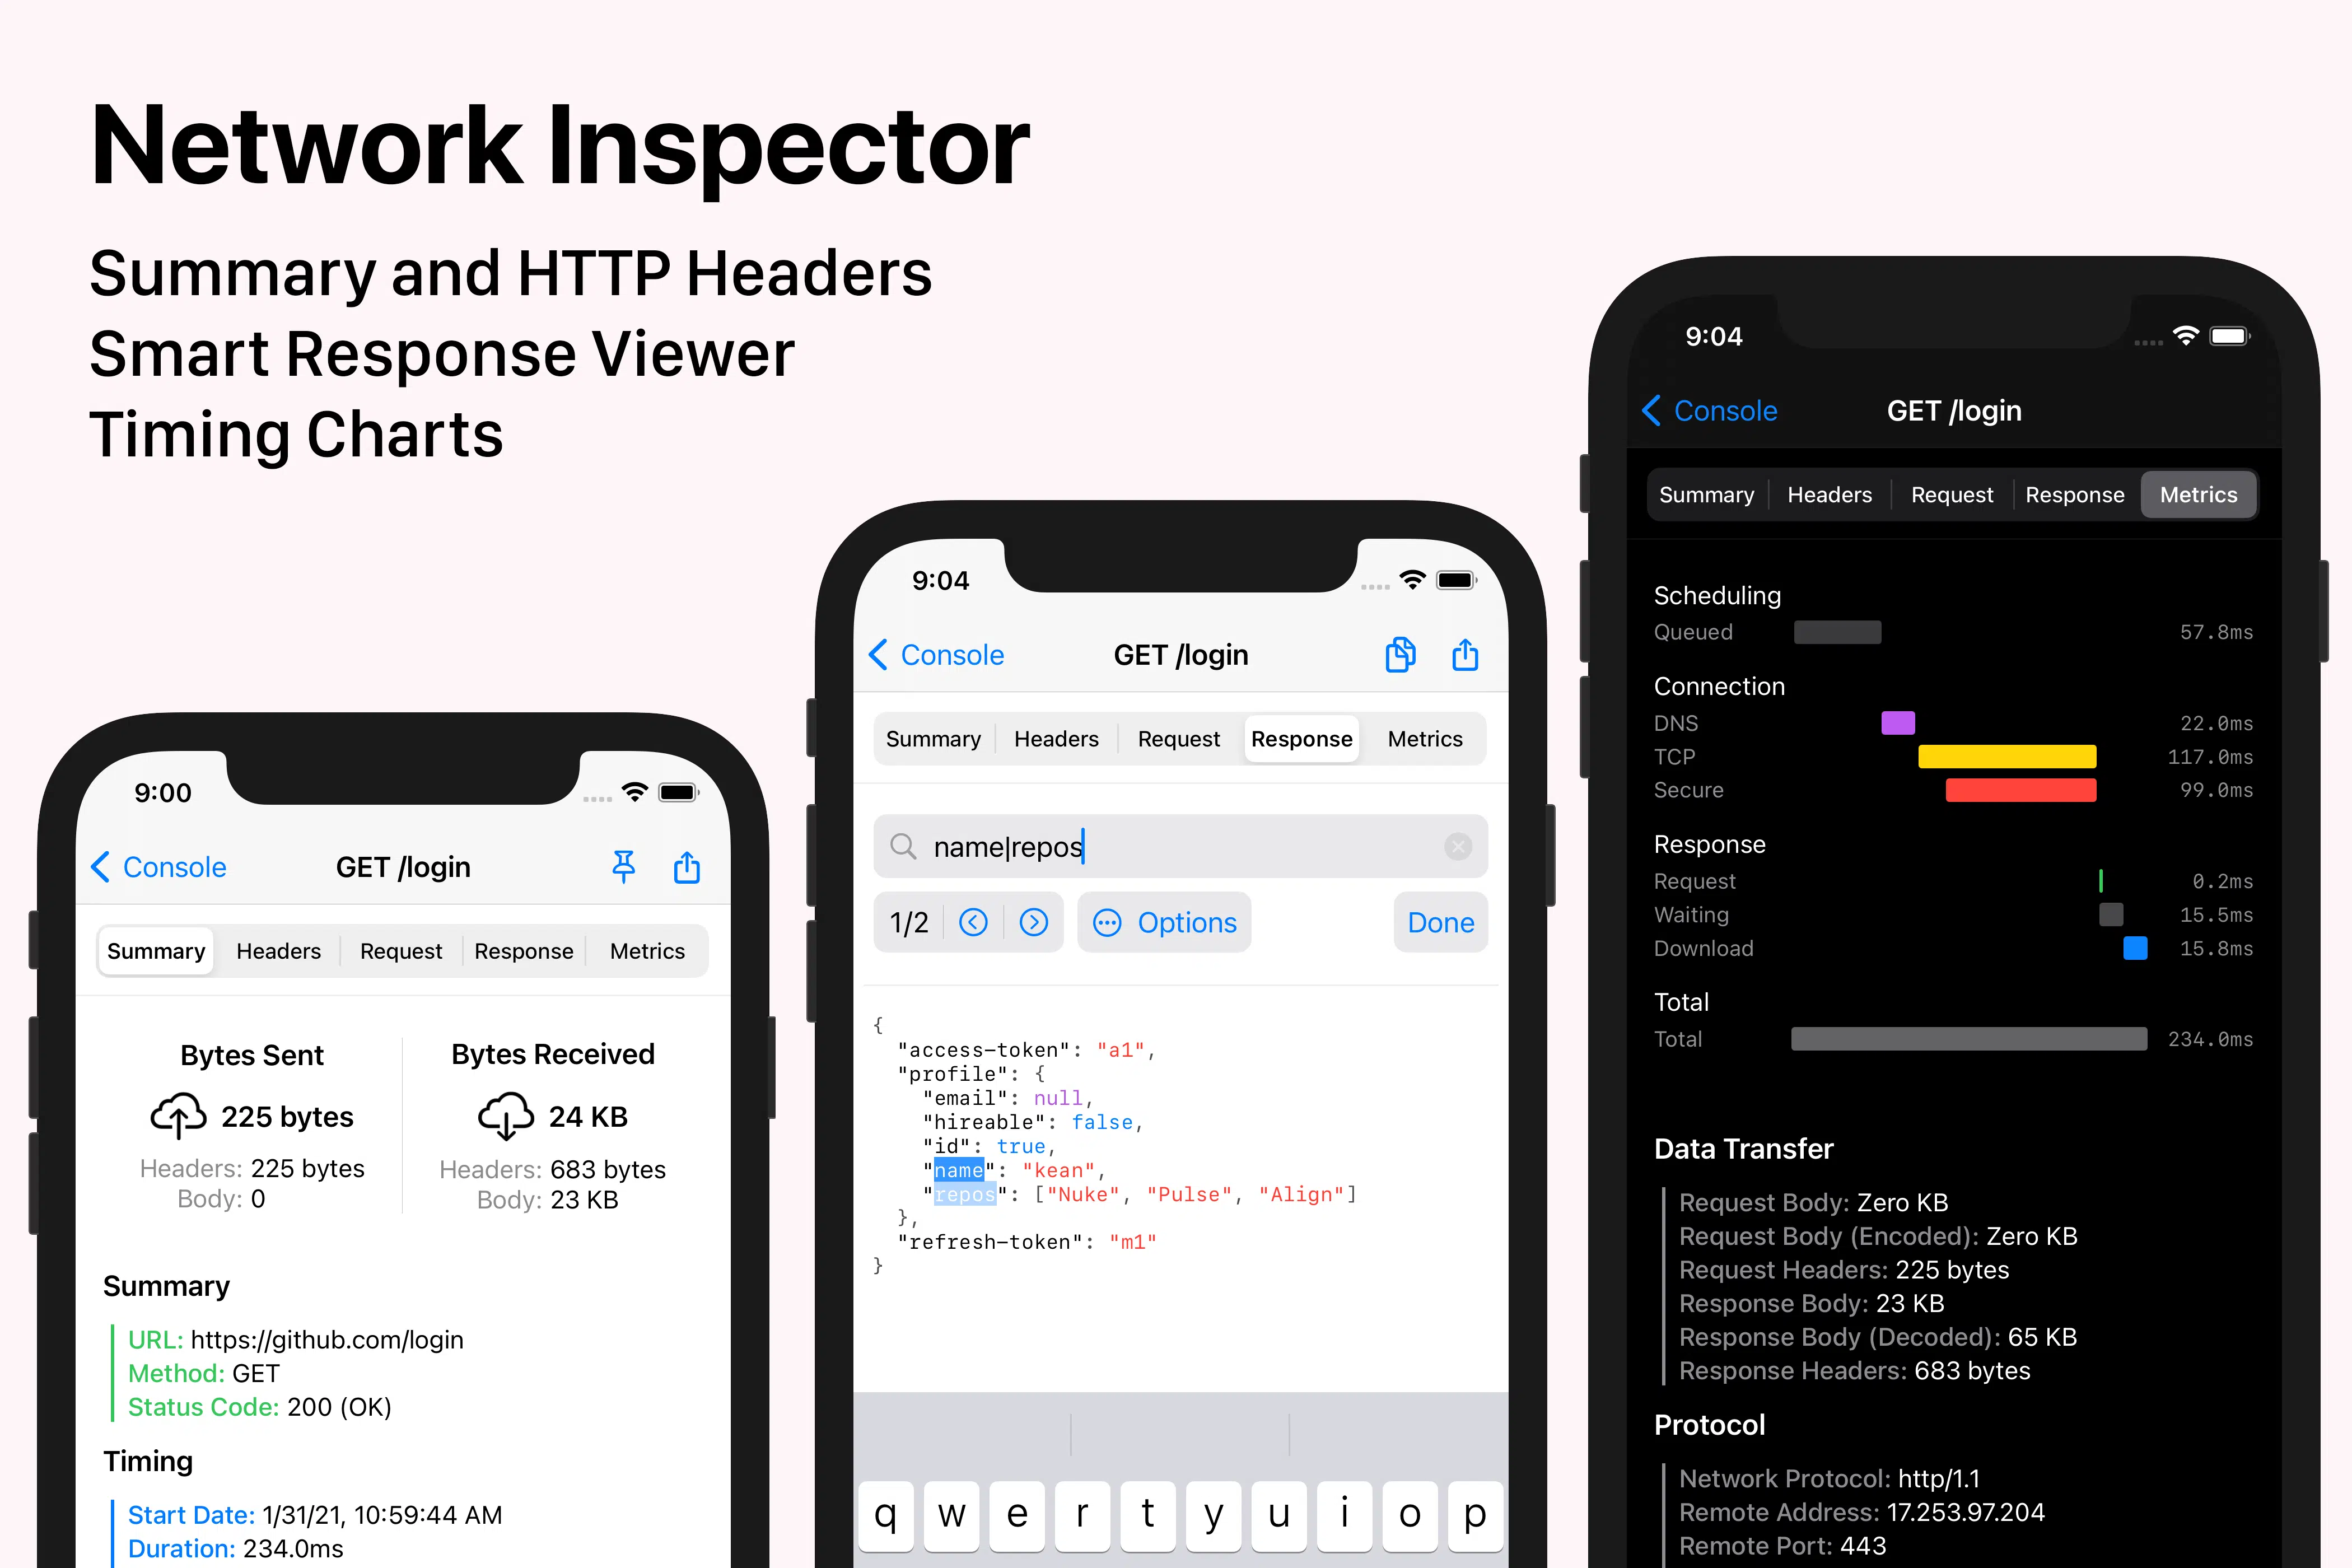 Network Inspector
Summary and HTTP Headers
Smart Response Viewer
Timing Charts
9:00
Console GET /login
Summary Headers Request Response Metrics
Bytes Sent Bytes Received
225 bytes 24 KB
Headers: 225 bytes Headers: 683 bytes
Body: 0 Body: 23 KB
Summary
URL: https://github.com/login
Method: GET
Status Code: 200 (OK)
Timing
Start Date: 1/31/21, 10:59:44 AM
Duration: 234.0ms
9:04
Console GET /login
Summary Headers Request Response Metrics
name|repos
1/2 Options Done
{
"access-token": "a1",
"profile": {
"email": null,
"hireable": false,
"id": true,
"name": "kean",
"repos": ["Nuke", "Pulse", "Align"]
},
"refresh-token": "m1"
}
q w e r t y u i o p
9:04
Console GET /login
Summary Headers Request Response Metrics
Scheduling
Queued 57.8ms
Connection
DNS 22.0ms
TCP 117.0ms
Secure 99.0ms
Response
Request 0.2ms
Waiting 15.5ms
Download 15.8ms
Total
Total 234.0ms
Data Transfer
Request Body: Zero KB
Request Body (Encoded): Zero KB
Request Headers: 225 bytes
Response Body: 23 KB
Response Body (Decoded): 65 KB
Response Headers: 683 bytes
Protocol
Network Protocol: http/1.1
Remote Address: 17.253.97.204
Remote Port: 443